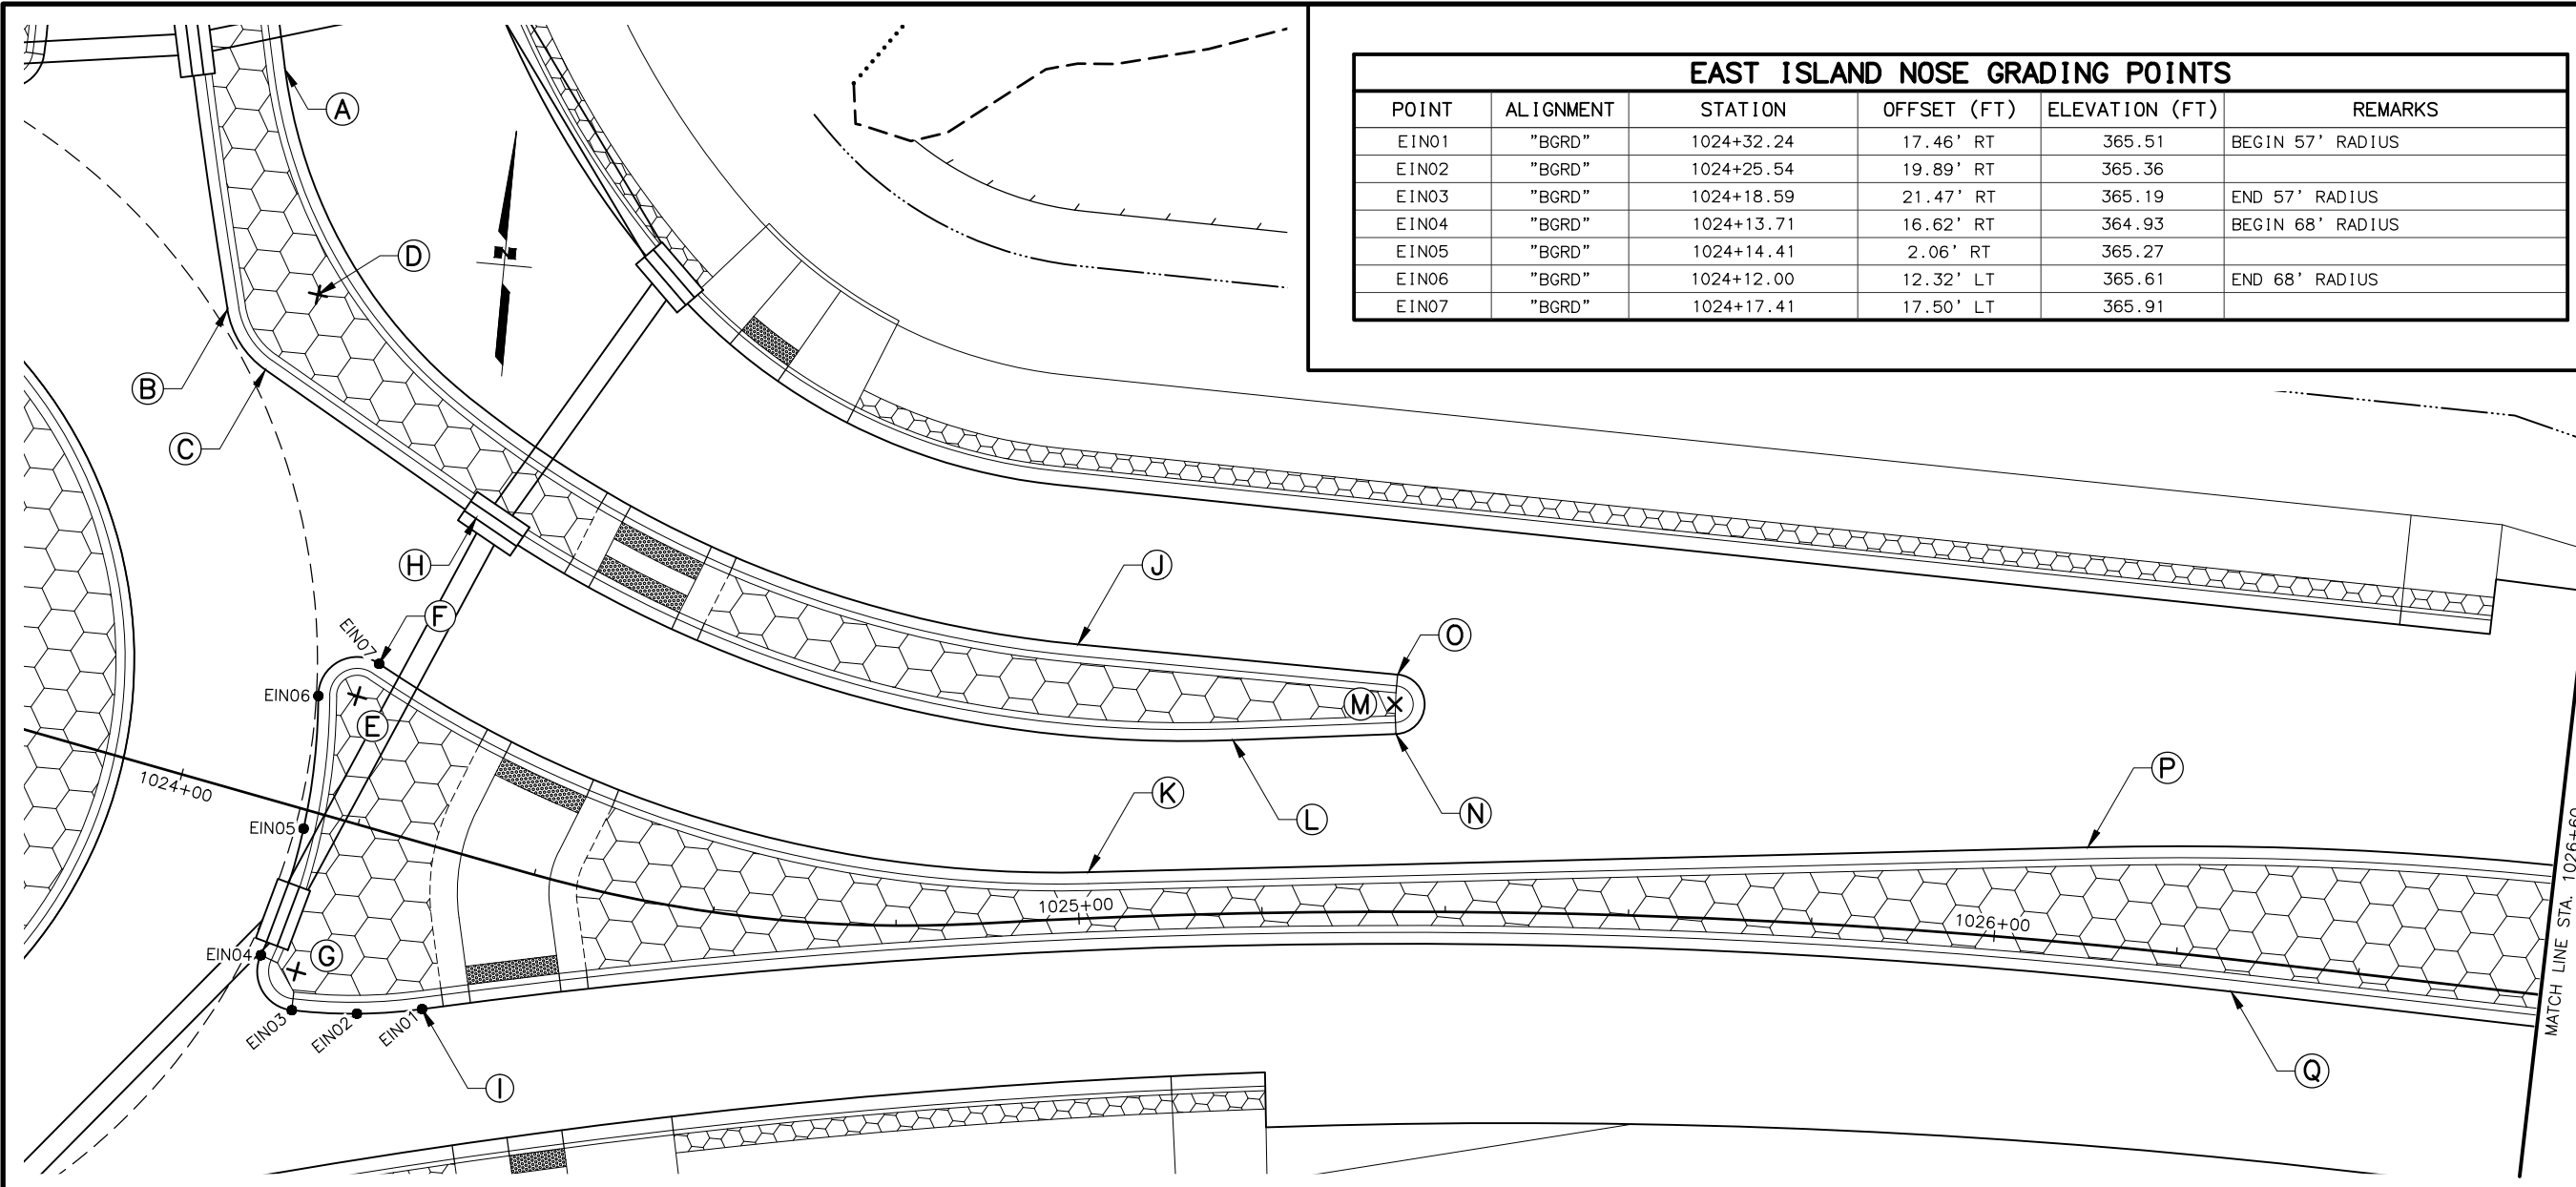 EAST ISLAND NOSE GRADING POINTS
POINT ALIGNMENT STATION OFFSET (FT) ELEVATION (FT) REMARKS
EIN01 "BGRD" 1024+32.24 17.46' RT 365.51 BEGIN 57' RADIUS
EIN02 "BGRD" 1024+25.54 19.89' RT 365.36
EIN03 "BGRD" 1024+18.59 21.47' RT 365.19 END 57' RADIUS
EIN04 "BGRD" 1024+13.71 16.62' RT 364.93 BEGIN 68' RADIUS
EIN05 "BGRD" 1024+14.41 2.06' RT 365.27
EIN06 "BGRD" 1024+12.00 12.32' LT 365.61 END 68' RADIUS
EIN07 "BGRD" 1024+17.41 17.50' LT 365.91
A
N
D
B
C
H
J
F
EIN07
O
EIN06
M
E
P
1024+00
K
L
N
EIN05
1025+00
1026+00
MATCH LINE STA. 1026+60
EIN04
G
EIN03
EIN02
EIN01
I
Q